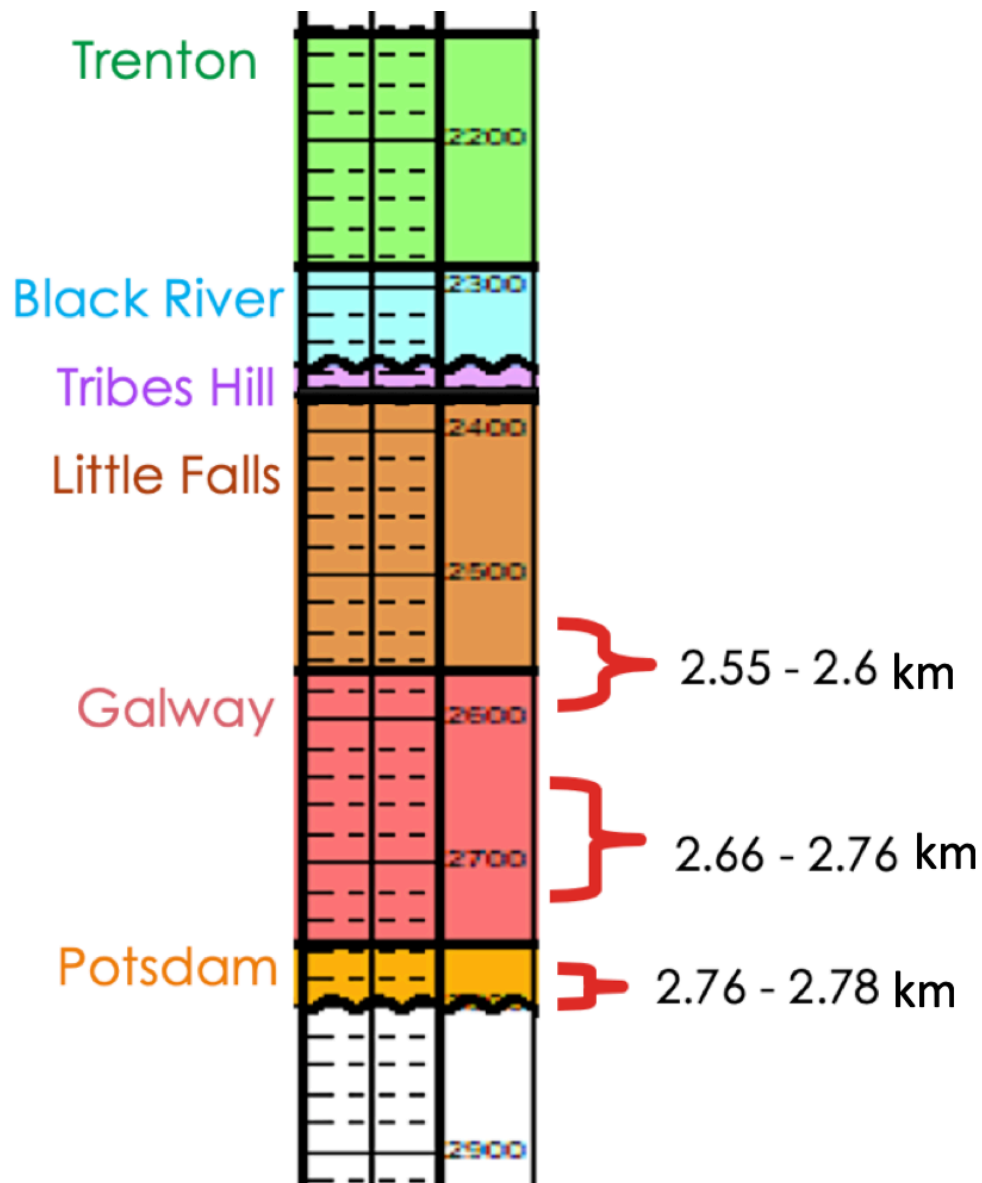 Trenton
2200
Black River
2300
Tribes Hill
2400
Little Falls
2500
2.55 - 2.6 km
Galway
2600
2.66 - 2.76 km
2700
Potsdam
2.76 - 2.78 km
2900